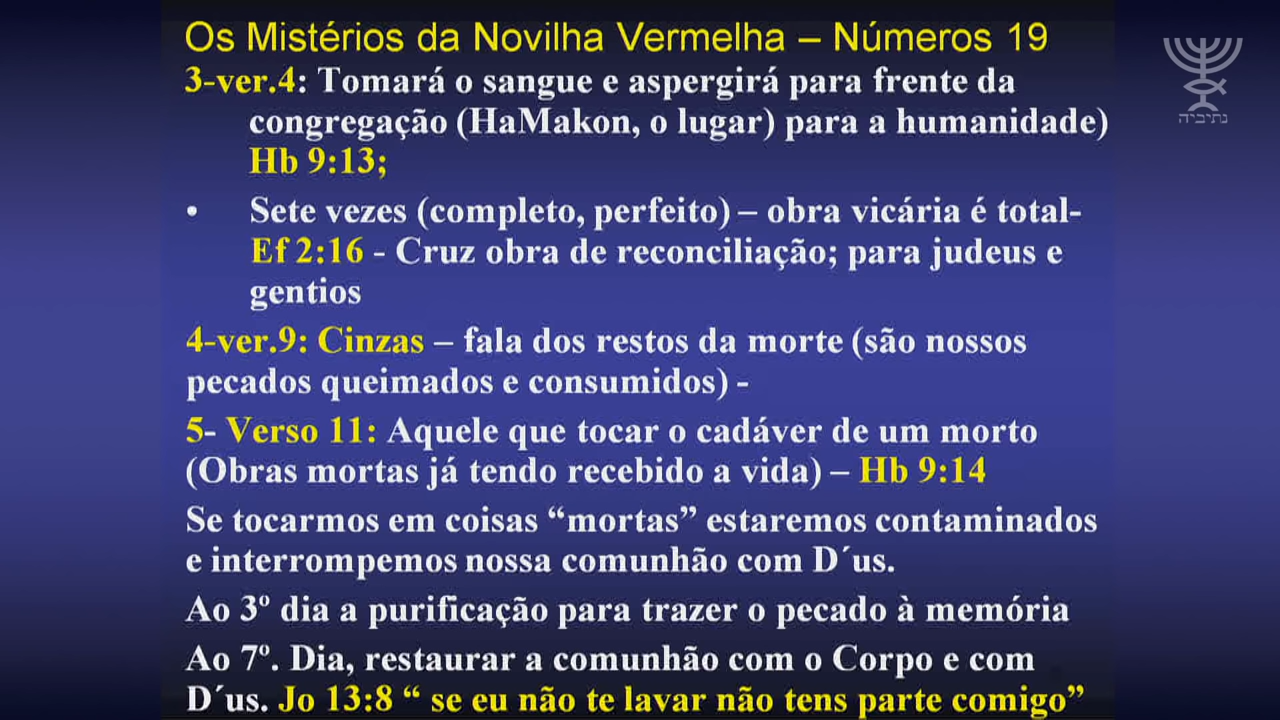 Os Mistérios da Novilha Vermelha – Números 19
3-ver.4: Tomará o sangue e aspergirá para frente da
congregação (HaMakon, o lugar) para a humanidade)
Hb 9:13;
• Sete vezes (completo, perfeito) – obra vicária é total-
Ef 2:16 - Cruz obra de reconciliação; para judeus e
gentios
4-ver.9: Cinzas – fala dos restos da morte (são nossos
pecados queimados e consumidos) -
5- Verso 11: Aquele que tocar o cadáver de um morto
(Obras mortas já tendo recebido a vida) – Hb 9:14
Se tocarmos em coisas “mortas” estaremos contaminados
e interrompemos nossa comunhão com D´us.
Ao 3º dia a purificação para trazer o pecado à memória
Ao 7º. Dia, restaurar a comunhão com o Corpo e com
D´us. Jo 13:8 “ se eu não te lavar não tens parte comigo”
נתיביה